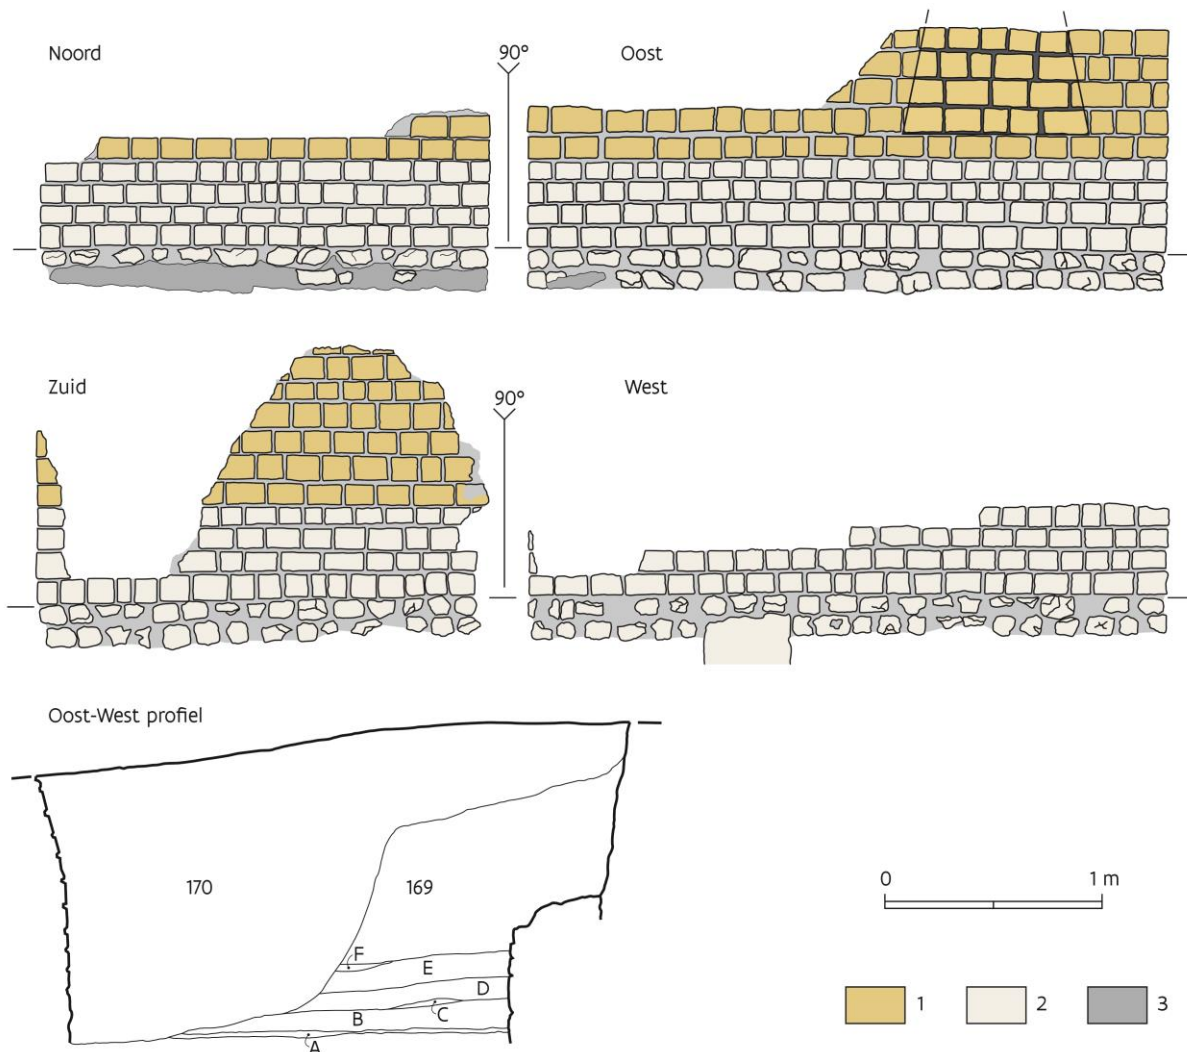 Noord
90°
Oost
Zuid
90°
West
Oost-West profiel
170
169
F
E
D
C
B
A
0
1 m
1
2
3